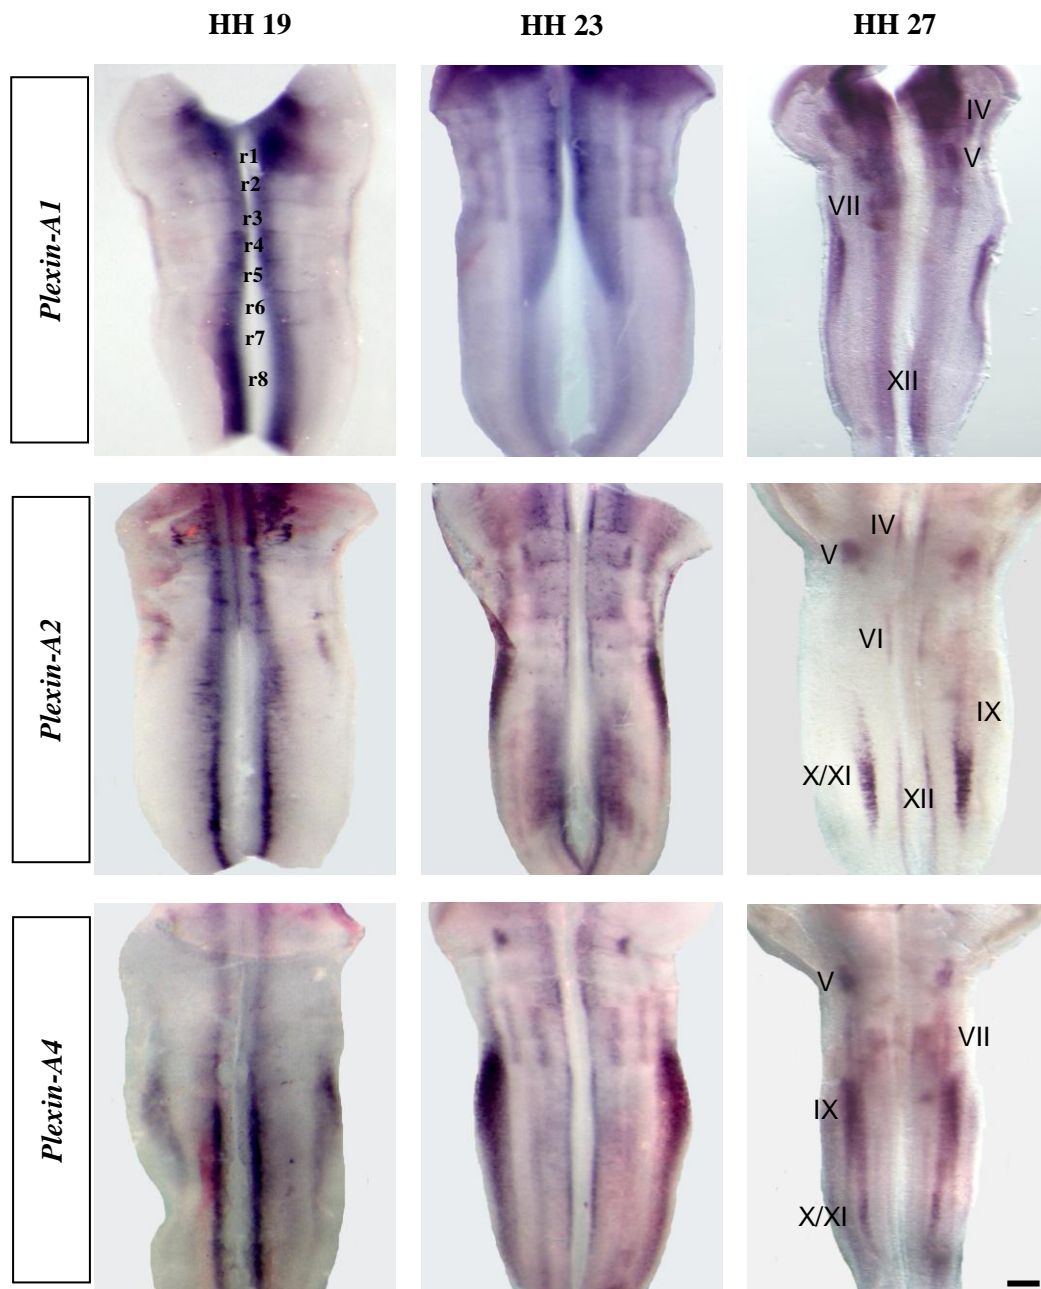 HH 19
HH 23
HH 27
Plexin-A1
r1
r2
r3
r4
r5
r6
r7
r8
IV
V
VII
XII
Plexin-A2
IV
V
VI
IX
X/XI
XII
Plexin-A4
V
VII
IX
X/XI